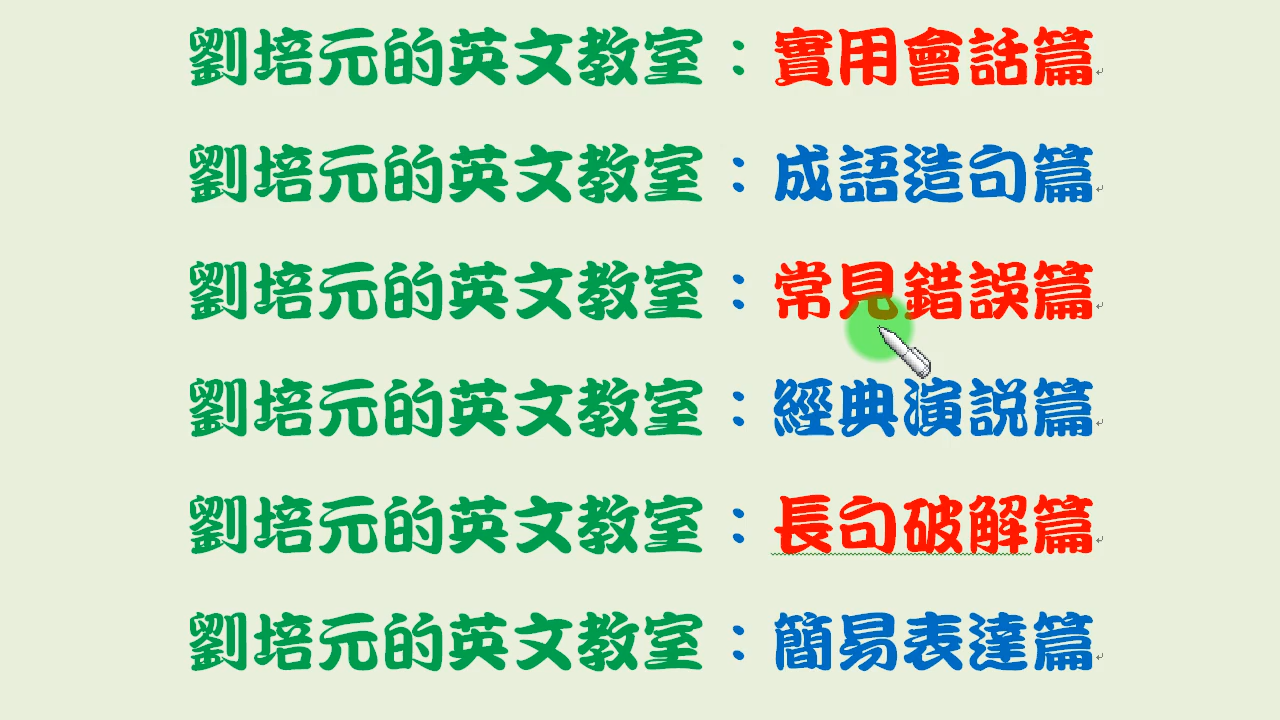 劉培元的英文教室：實用會話篇
劉培元的英文教室：成語造句篇
劉培元的英文教室：常見錯誤篇
劉培元的英文教室：經典演說篇
劉培元的英文教室：長句破解篇
劉培元的英文教室：簡易表達篇